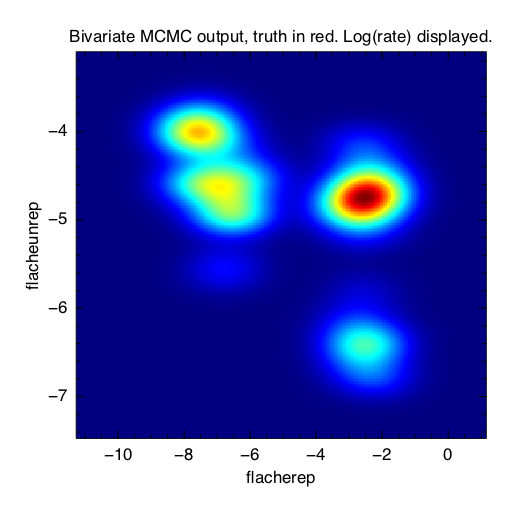 Bivariate MCMC output, truth in red. Log(rate) displayed.
−4
−5
−6
−7
flacheunrep
−10 −8 −6 −4 −2 0
flacherep